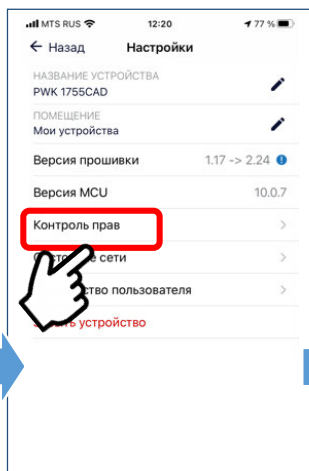 MTS RUS 12:20 77 %
Назад Настройки
НАЗВАНИЕ УСТРОЙСТВА
PWK 1755CAD
ПОМЕЩЕНИЕ
Мои устройства
Версия прошивки 1.17 -> 2.24
Версия MCU 10.0.7
Контроль прав
сети
пользователя
устройство